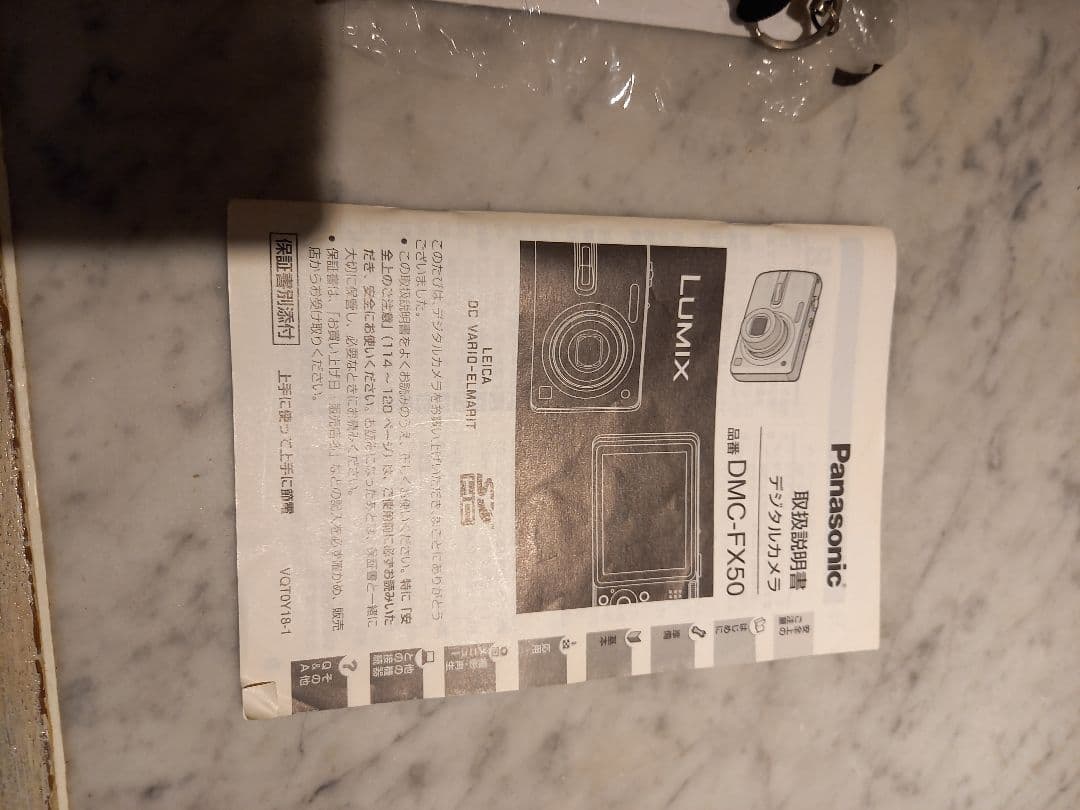 Panasonic
取扱説明書
デジタルカメラ
品番 DMC-FX50
LUMIX
LEICA
DC VARIO-ELMARIT
このたびは、デジタルカメラをお買い上げいただき、まことにありがとう
ございました。
● この取扱説明書をよくお読みのうえ、正しくお使いください。特に「安
全上のご注意」(114 ~ 120 ページ)は、ご使用前に必ずお読みいた
だき、安全にお使いください。お読みになったあとは、保証書と一緒に
大切に保管し、必要なときにお読みください。
● 保証書は、「お買い上げ日・販売店名」などの記入を必ず確かめ、販売
店からお受け取りください。
保証書別添付
上手に使って上手に節電
VQT0Y18-1
安全上の
ご注意
はじめに
準備
基本
応用
撮影・再生
メニュー
他の機器
との接続
その他
Q & A